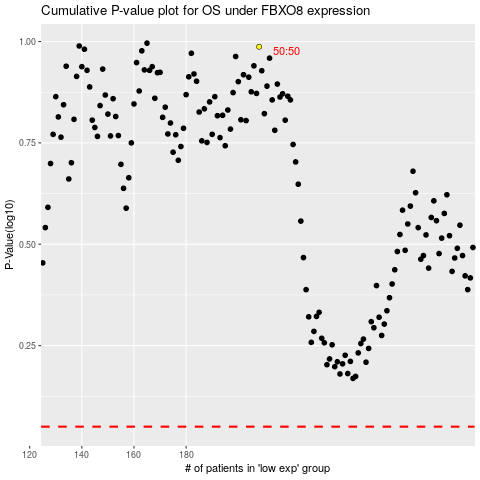 Cumulative P-value plot for OS under FBXO8 expression
1.00
50:50
0.75
P-Value(log10)
0.50
0.25
120 140 160 180
# of patients in 'low exp' group